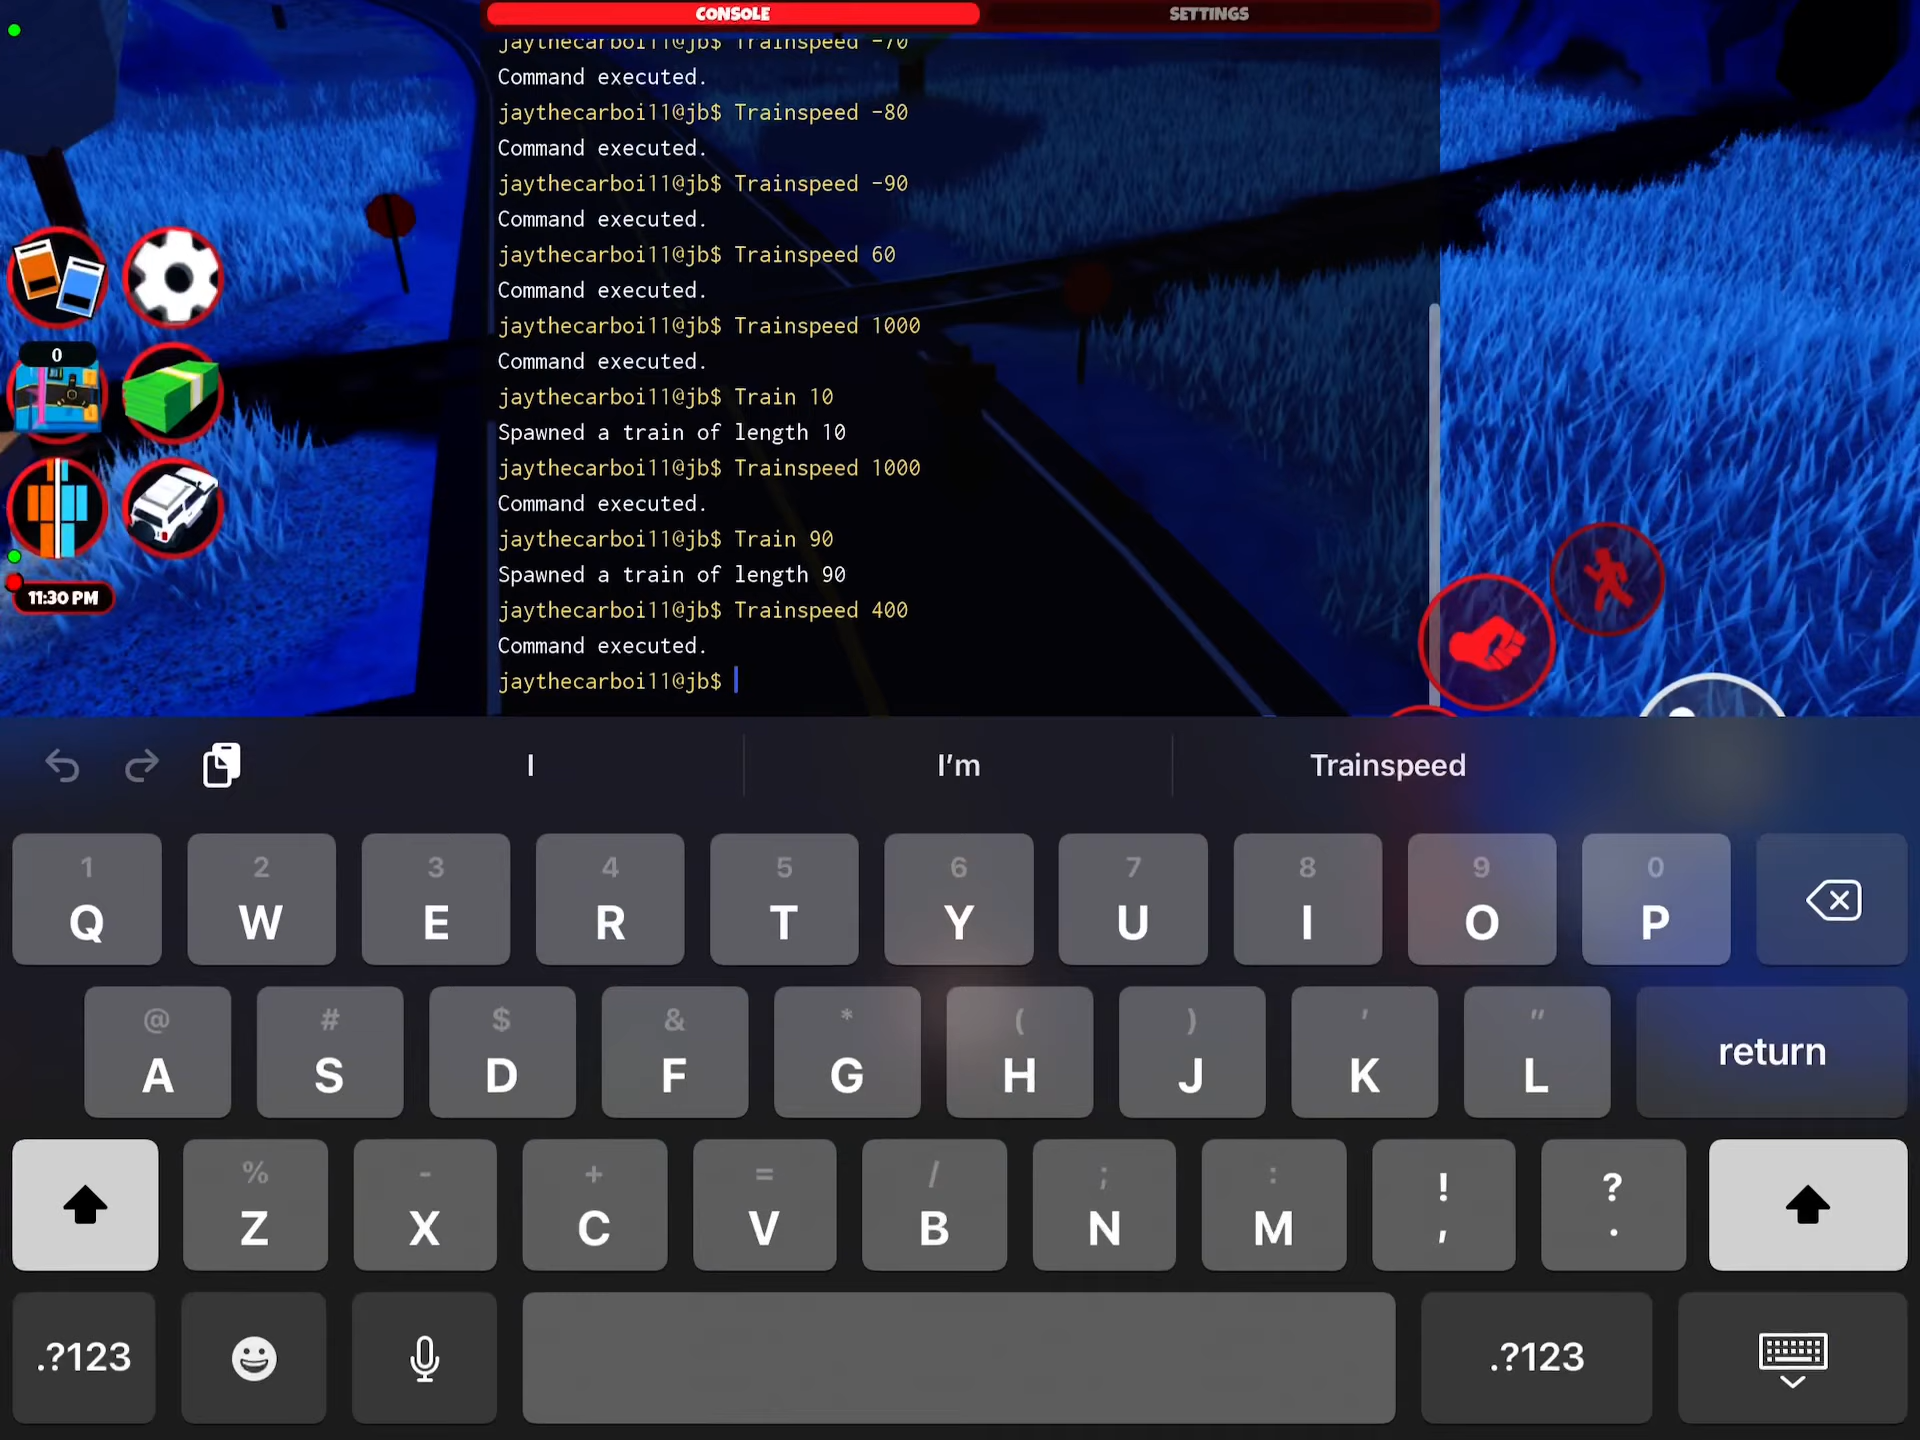 CONSOLE
SETTINGS
jaythecarboi11@jb$ Trainspeed -70
Command executed.
jaythecarboi11@jb$ Trainspeed -80
Command executed.
jaythecarboi11@jb$ Trainspeed -90
Command executed.
jaythecarboi11@jb$ Trainspeed 60
Command executed.
jaythecarboi11@jb$ Trainspeed 1000
Command executed.
jaythecarboi11@jb$ Train 10
Spawned a train of length 10
jaythecarboi11@jb$ Trainspeed 1000
Command executed.
jaythecarboi11@jb$ Train 90
Spawned a train of length 90
jaythecarboi11@jb$ Trainspeed 400
Command executed.
jaythecarboi11@jb$
0
11:30 PM
I
I'm
Trainspeed
1 2 3 4 5 6 7 8 9 0
Q W E R T Y U I O P
@ # $ & * ( ) ' "
A S D F G H J K L
return
% - + = / ; : ! ?
Z X C V B N M , .
.?123
.?123